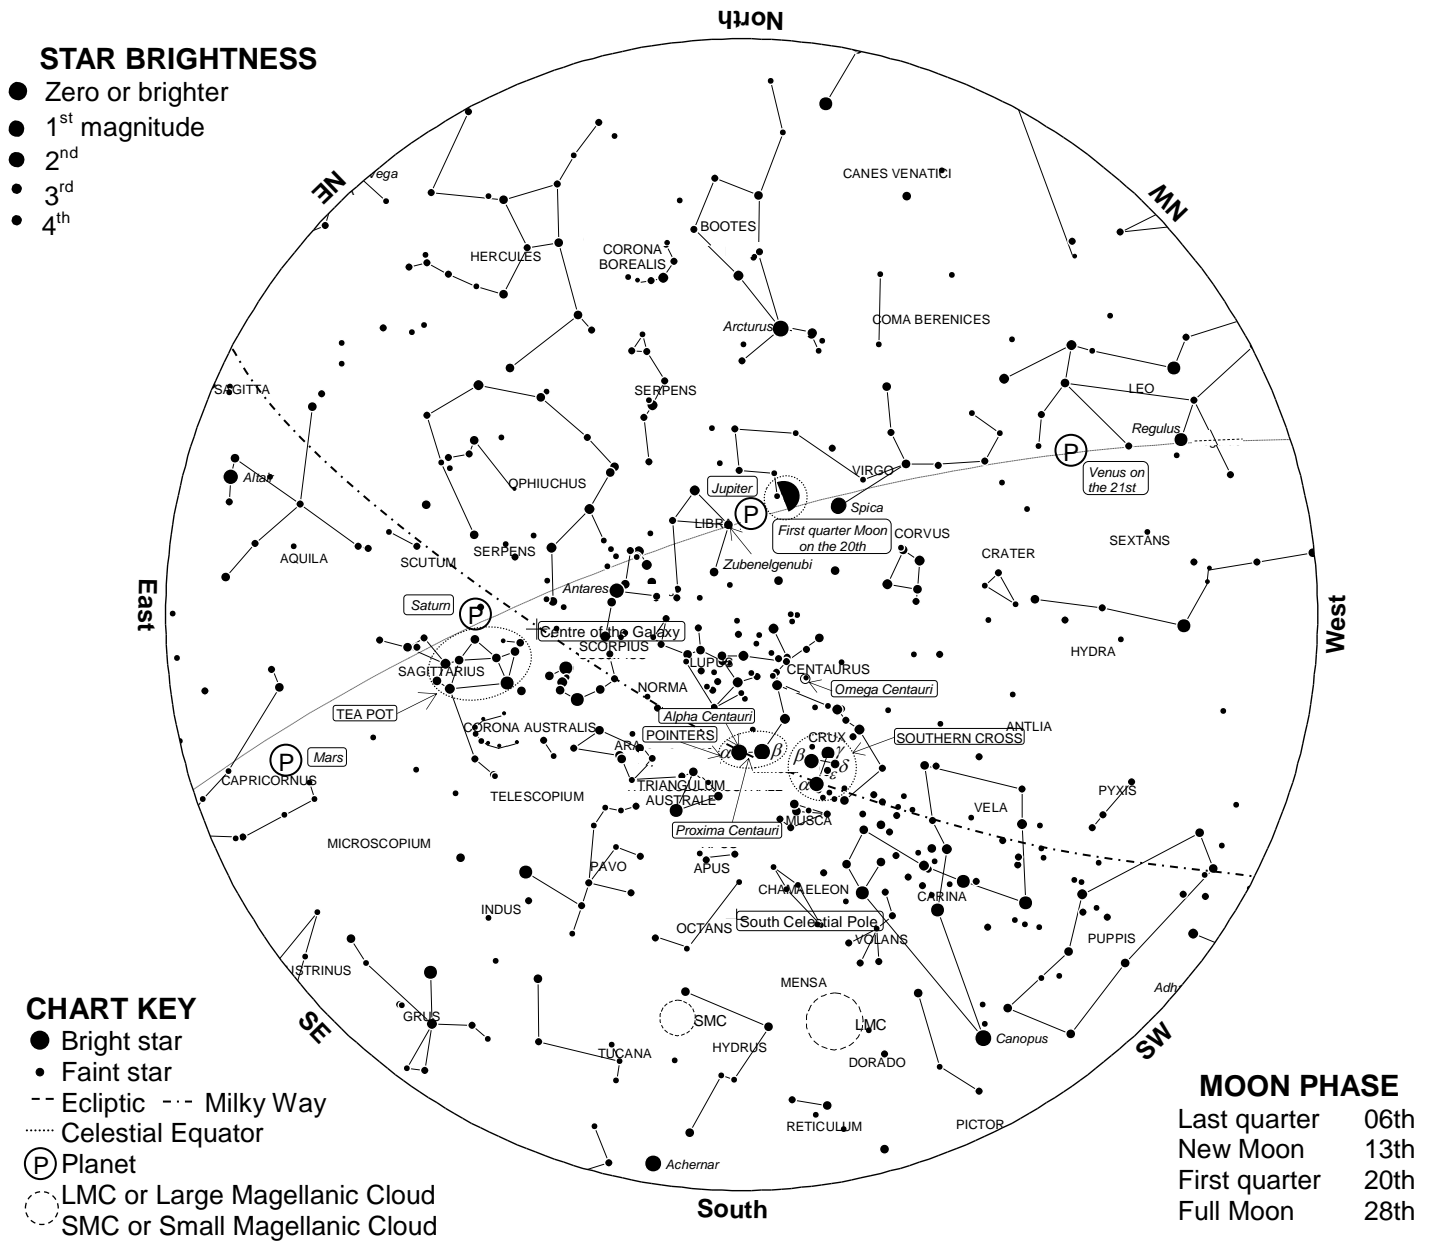 North
STAR BRIGHTNESS
Zero or brighter
1st magnitude
2nd
3rd
4th
NE
Vega
CANES VENATICI
NW
BOOTES
HERCULES
CORONA
BOREALIS
Arcturus
COMA BERENICES
SAGITTA
SERPENS
LEO
Regulus
Altair
OPHIUCHUS
Jupiter
VIRGO
P
Venus on
the 21st
P
Spica
LIBRA
First quarter Moon
on the 20th
CORVUS
SEXTANS
AQUILA
SCUTUM
SERPENS
CRATER
Zubenelgenubi
Antares
East
Saturn
P
Centre of the Galaxy
West
SCORPIUS
HYDRA
SAGITTARIUS
LUPUS
CENTAURUS
NORMA
Omega Centauri
TEA POT
Alpha Centauri
CORONA AUSTRALIS
POINTERS
CRUX
SOUTHERN CROSS
ANTLIA
ARA
α
β
β
γ
δ
ε
α
P
Mars
CAPRICORNUS
TELESCOPIUM
TRIANGULUM
AUSTRALE
PYXIS
VELA
Proxima Centauri
MUSCA
MICROSCOPIUM
PAVO
APUS
CHAMAELEON
CARINA
INDUS
OCTANS
South Celestial Pole
VOLANS
PUPPIS
ISTRINUS
MENSA
Adh
CHART KEY
SE
GRUS
SMC
LMC
SW
Bright star
Faint star
TUCANA
HYDRUS
DORADO
Canopus
Ecliptic
Milky Way
RETICULUM
PICTOR
Celestial Equator
P
Planet
Achernar
LMC or Large Magellanic Cloud
SMC or Small Magellanic Cloud
South
MOON PHASE
Last quarter 06th
New Moon 13th
First quarter 20th
Full Moon 28th